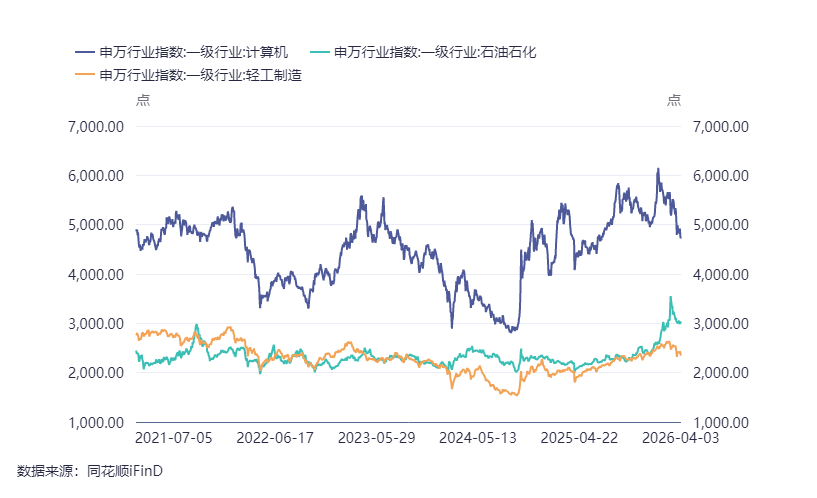 申万行业指数:一级行业:计算机 申万行业指数:一级行业:石油石化
申万行业指数:一级行业:轻工制造
点 点
7,000.00 7,000.00
6,000.00 6,000.00
5,000.00 5,000.00
4,000.00 4,000.00
3,000.00 3,000.00
2,000.00 2,000.00
1,000.00 1,000.00
2021-07-05 2022-06-17 2023-05-29 2024-05-13 2025-04-22 2026-04-03
数据来源：同花顺iFinD